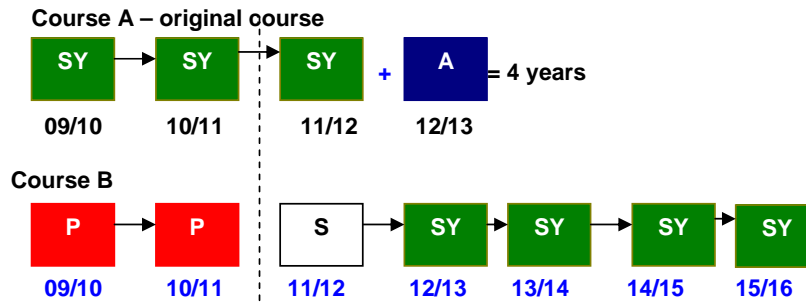 Course A – original course
SY SY SY + A = 4 years
09/10 10/11 11/12 12/13
Course B
P P S SY SY SY SY
09/10 10/11 11/12 12/13 13/14 14/15 15/16